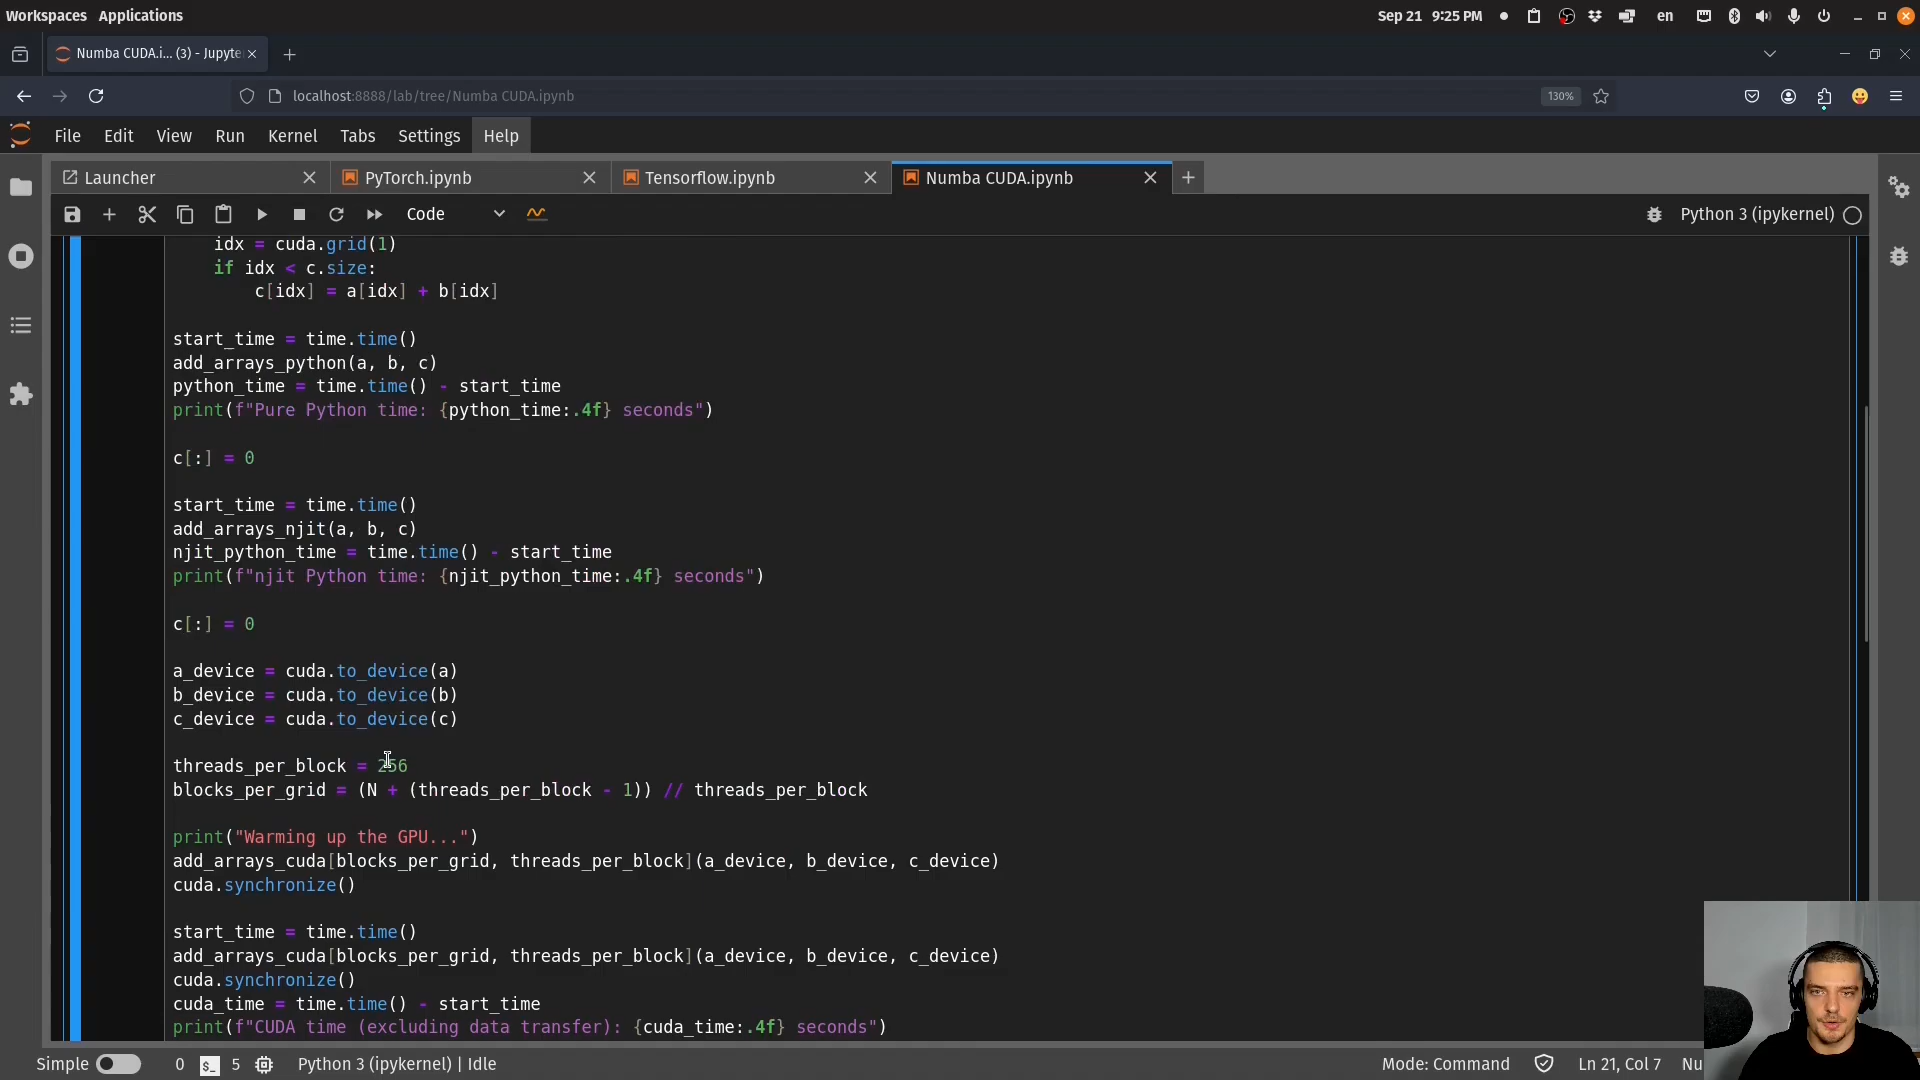 Workspaces Applications Sep 21 9:25 PM en
Numba CUDA.i... (3) - Jupyte
localhost:8888/lab/tree/Numba CUDA.ipynb 130%
File Edit View Run Kernel Tabs Settings Help
Launcher PyTorch.ipynb Tensorflow.ipynb Numba CUDA.ipynb
Code Python 3 (ipykernel)
idx = cuda.grid(1)
if idx < c.size:
c[idx] = a[idx] + b[idx]
start_time = time.time()
add_arrays_python(a, b, c)
python_time = time.time() - start_time
print(f"Pure Python time: {python_time:.4f} seconds")
c[:] = 0
start_time = time.time()
add_arrays_njit(a, b, c)
njit_python_time = time.time() - start_time
print(f"njit Python time: {njit_python_time:.4f} seconds")
c[:] = 0
a_device = cuda.to_device(a)
b_device = cuda.to_device(b)
c_device = cuda.to_device(c)
threads_per_block = 256
blocks_per_grid = (N + (threads_per_block - 1)) // threads_per_block
print("Warming up the GPU...")
add_arrays_cuda[blocks_per_grid, threads_per_block](a_device, b_device, c_device)
cuda.synchronize()
start_time = time.time()
add_arrays_cuda[blocks_per_grid, threads_per_block](a_device, b_device, c_device)
cuda.synchronize()
cuda_time = time.time() - start_time
print(f"CUDA time (excluding data transfer): {cuda_time:.4f} seconds")
Simple 0 $_ 5 Python 3 (ipykernel) | Idle Mode: Command Ln 21, Col 7 Nu